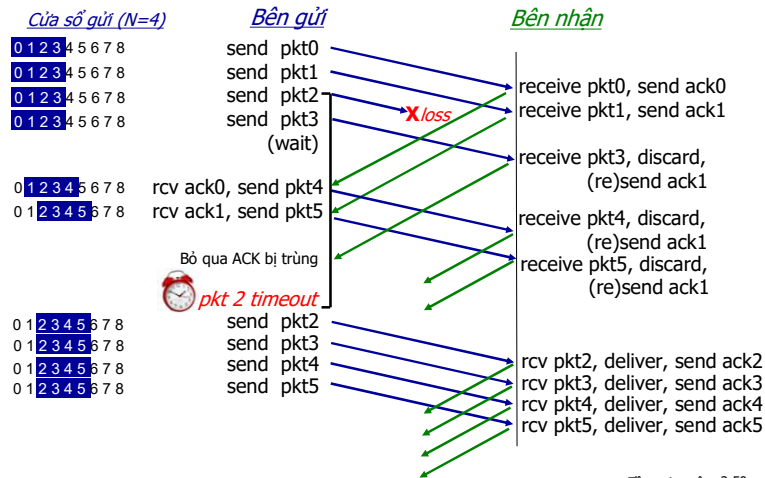 Cửa sổ gửi (N=4) Bên gửi Bên nhận
0 1 2 3 4 5 6 7 8 send pkt0
0 1 2 3 4 5 6 7 8 send pkt1
0 1 2 3 4 5 6 7 8 send pkt2
0 1 2 3 4 5 6 7 8 send pkt3
(wait)
X loss
receive pkt0, send ack0
receive pkt1, send ack1
receive pkt3, discard,
(re)send ack1
0 1 2 3 4 5 6 7 8 rcv ack0, send pkt4
0 1 2 3 4 5 6 7 8 rcv ack1, send pkt5
receive pkt4, discard,
(re)send ack1
receive pkt5, discard,
(re)send ack1
Bỏ qua ACK bị trùng
pkt 2 timeout
0 1 2 3 4 5 6 7 8 send pkt2
0 1 2 3 4 5 6 7 8 send pkt3
0 1 2 3 4 5 6 7 8 send pkt4
0 1 2 3 4 5 6 7 8 send pkt5
rcv pkt2, deliver, send ack2
rcv pkt3, deliver, send ack3
rcv pkt4, deliver, send ack4
rcv pkt5, deliver, send ack5